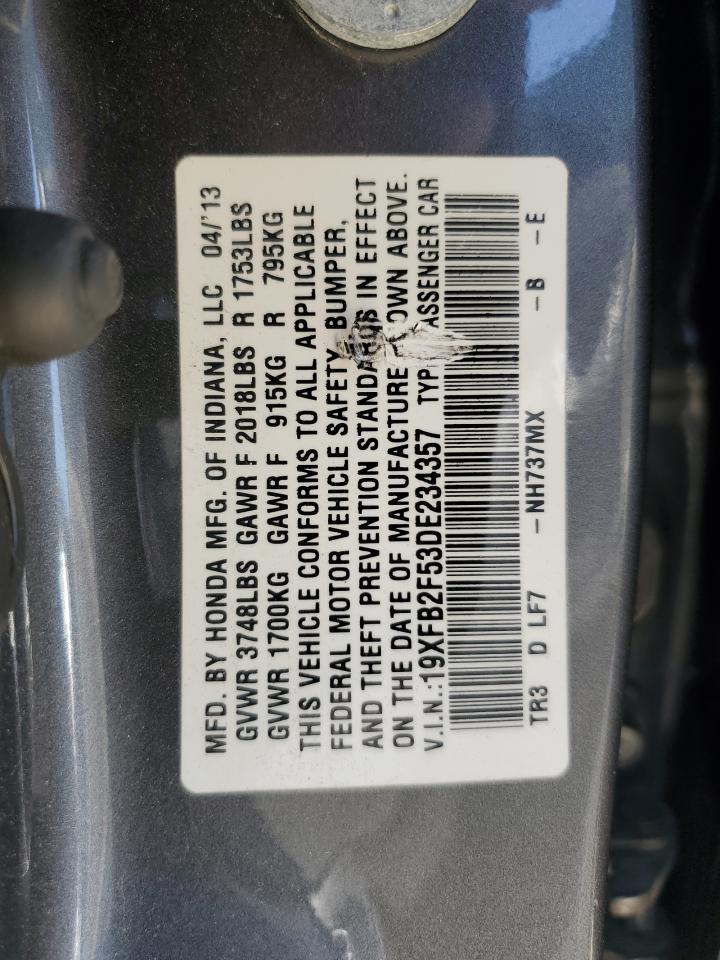 MFD. BY HONDA MFG. OF INDIANA, LLC 04/'13
GVWR 3748LBS GAWR F 2018LBS R 1753LBS
GVWR 1700KG GAWR F 915KG R 795KG
THIS VEHICLE CONFORMS TO ALL APPLICABLE
FEDERAL MOTOR VEHICLE SAFETY, BUMPER,
AND THEFT PREVENTION STANDARDS IN EFFECT
ON THE DATE OF MANUFACTURE OWN ABOVE.
V.I.N.:19XFB2F53DE234357 TYP ASSENGER CAR
TR3 D LF7 -NH737MX -B -E